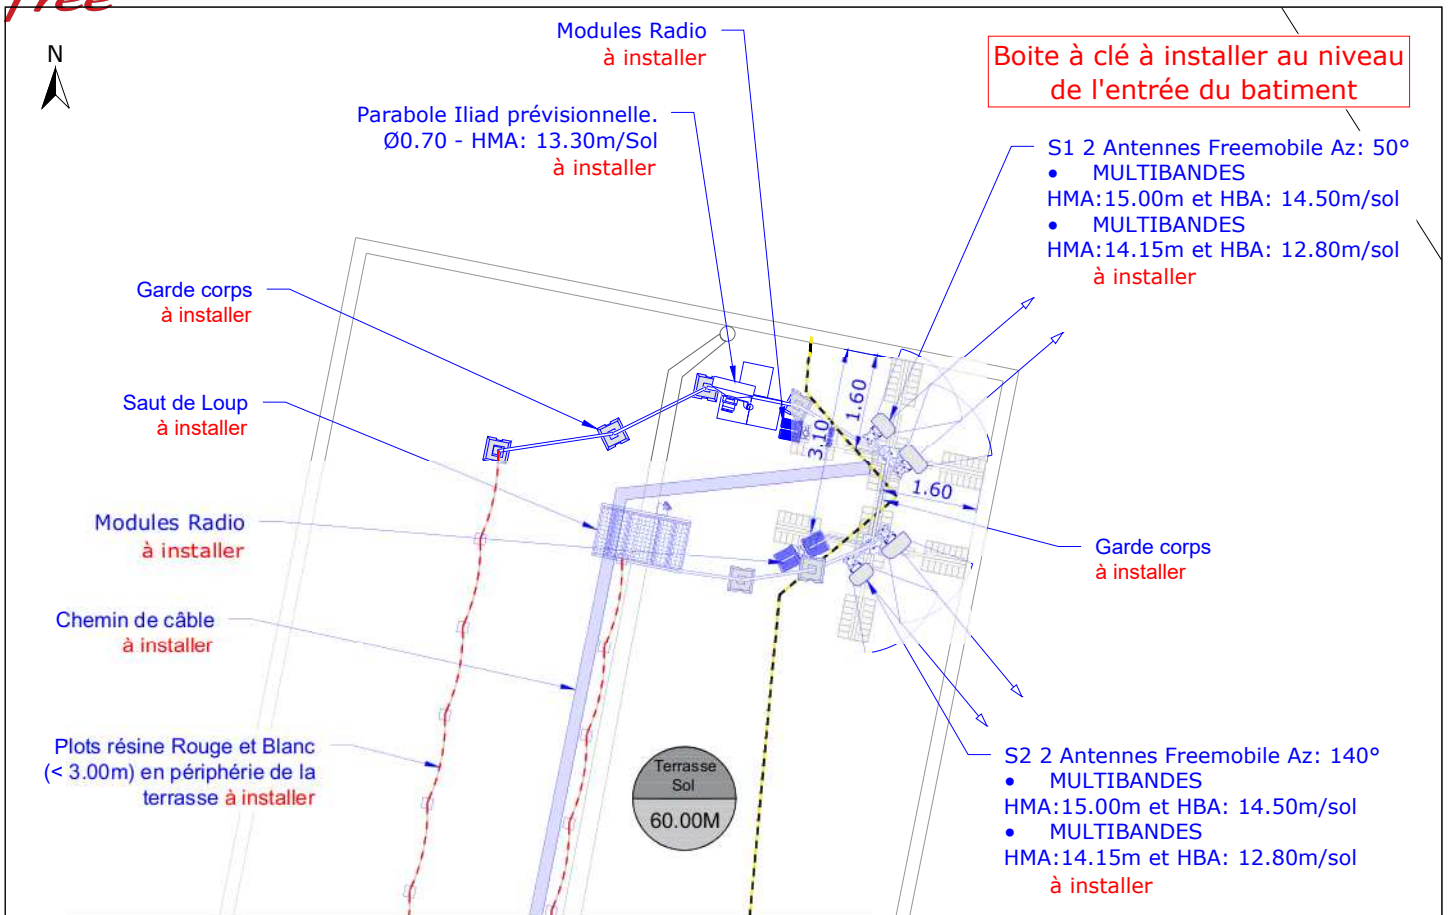 free
N
Modules Radio
à installer
Parabole Iliad prévisionnelle.
Ø0.70 - HMA: 13.30m/Sol
à installer
Boite à clé à installer au niveau
de l'entrée du batiment
S1 2 Antennes Freemobile Az: 50°
• MULTIBANDES
HMA:15.00m et HBA: 14.50m/sol
• MULTIBANDES
HMA:14.15m et HBA: 12.80m/sol
à installer
Garde corps
à installer
Saut de Loup
à installer
1.60
3.10
1.60
Modules Radio
à installer
Garde corps
à installer
Chemin de câble
à installer
Plots résine Rouge et Blanc
(< 3.00m) en périphérie de la
terrasse à installer
Terrasse
Sol
60.00M
S2 2 Antennes Freemobile Az: 140°
• MULTIBANDES
HMA:15.00m et HBA: 14.50m/sol
• MULTIBANDES
HMA:14.15m et HBA: 12.80m/sol
à installer